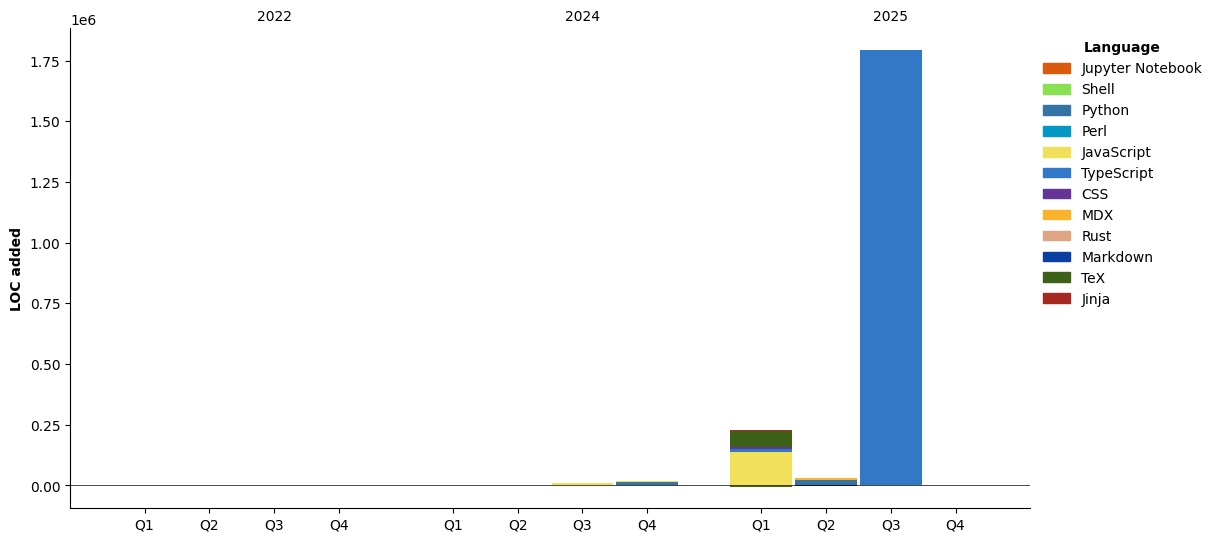 1e6
2022 2024 2025
1.75
1.50
1.25
1.00
0.75
0.50
0.25
0.00
LOC added
Q1 Q2 Q3 Q4 Q1 Q2 Q3 Q4 Q1 Q2 Q3 Q4
Language
Jupyter Notebook
Shell
Python
Perl
JavaScript
TypeScript
CSS
MDX
Rust
Markdown
TeX
Jinja